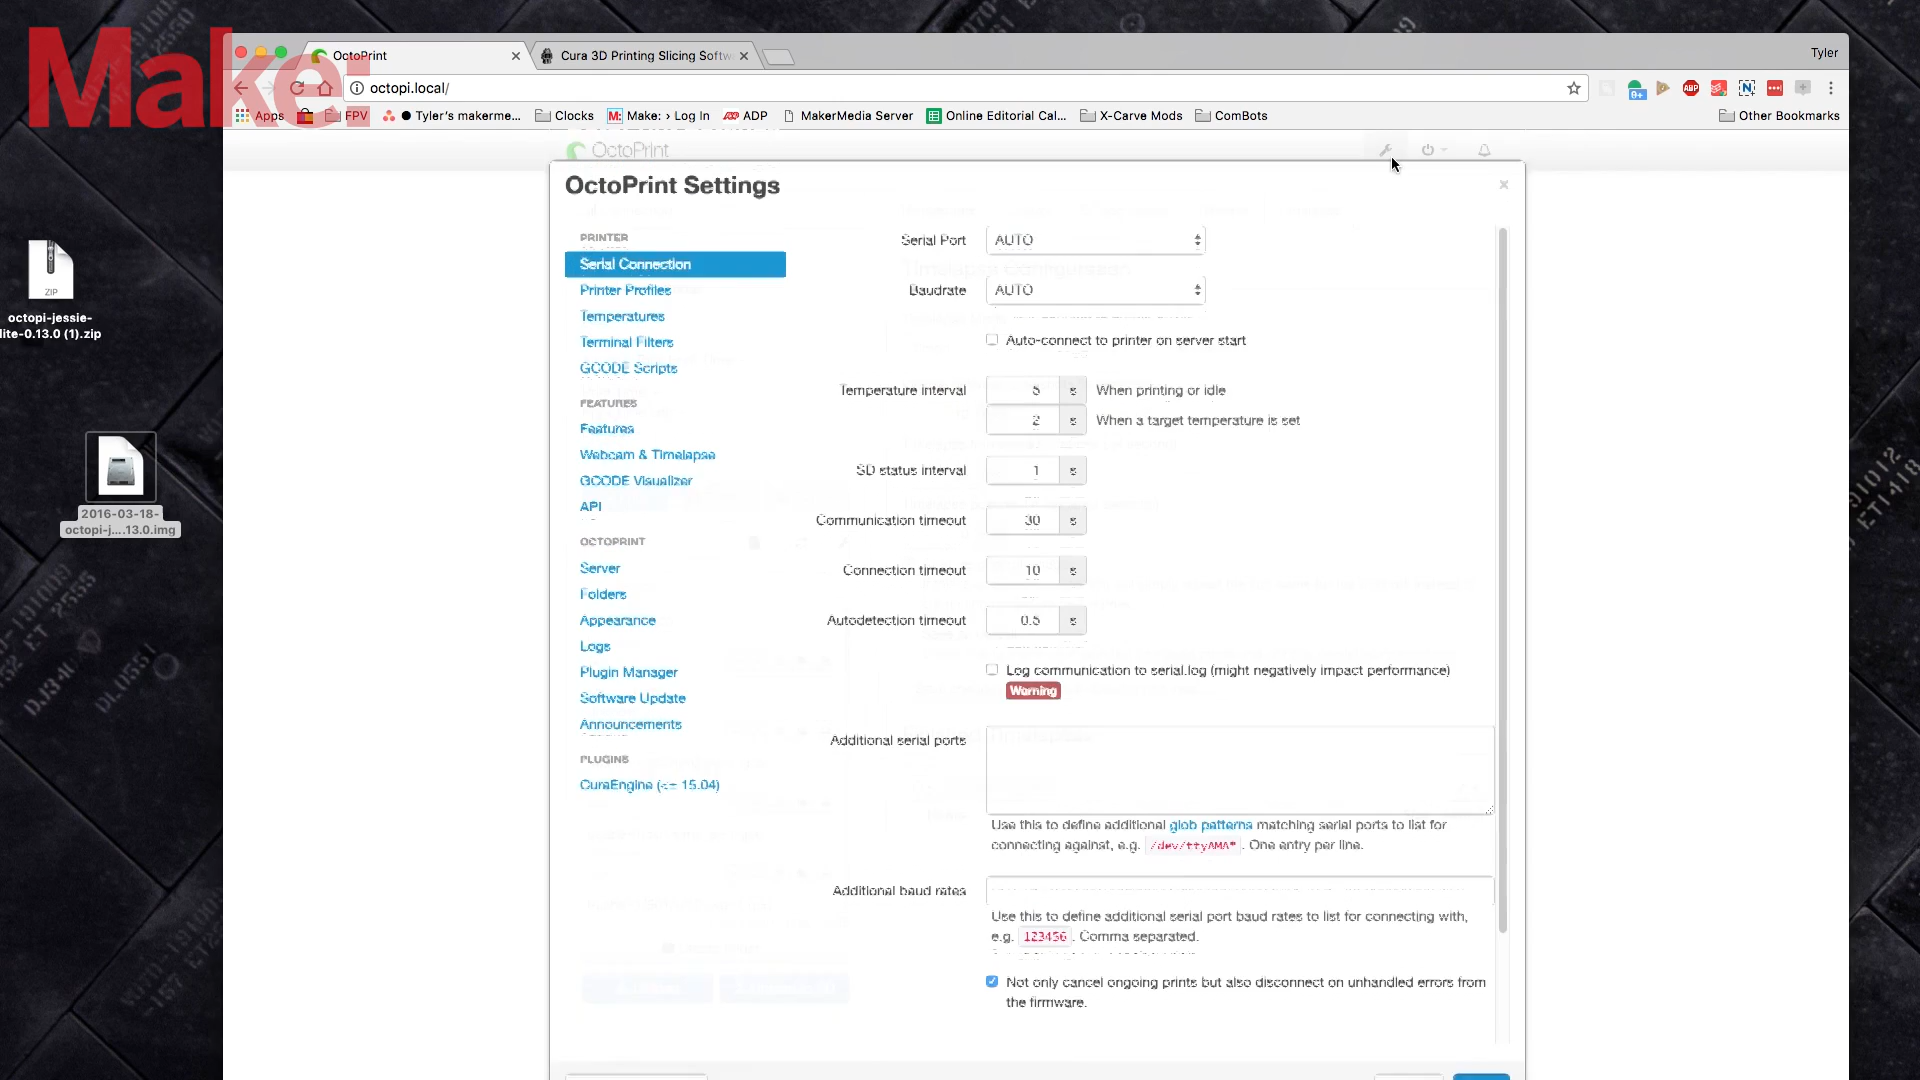 Make:
OctoPrint
Cura 3D Printing Slicing Softw
Tyler
octopi.local/
Apps
FPV
Tyler's makerme...
Clocks
M: Make: › Log In
ADP
MakerMedia Server
Online Editorial Cal...
X-Carve Mods
ComBots
Other Bookmarks
OctoPrint
OctoPrint Settings
PRINTER
Serial Connection
Printer Profiles
Temperatures
Terminal Filters
GCODE Scripts
FEATURES
Features
Webcam & Timelapse
GCODE Visualizer
API
OCTOPRINT
Server
Folders
Appearance
Logs
Plugin Manager
Software Update
Announcements
PLUGINS
CuraEngine (<= 15.04)
Serial Port AUTO
Baudrate AUTO
Auto-connect to printer on server start
Temperature interval 5 s When printing or idle
2 s When a target temperature is set
SD status interval 1 s
Communication timeout 30 s
Connection timeout 10 s
Autodetection timeout 0.5 s
Log communication to serial.log (might negatively impact performance)
Warning
Additional serial ports
Use this to define additional glob patterns matching serial ports to list for
connecting against, e.g. /dev/ttyAMA* . One entry per line.
Additional baud rates
Use this to define additional serial port baud rates to list for connecting with,
e.g. 123456 . Comma separated.
Not only cancel ongoing prints but also disconnect on unhandled errors from
the firmware.
ZIP
octopi-jessie-
lite-0.13.0 (1).zip
2016-03-18-
octopi-j....13.0.img